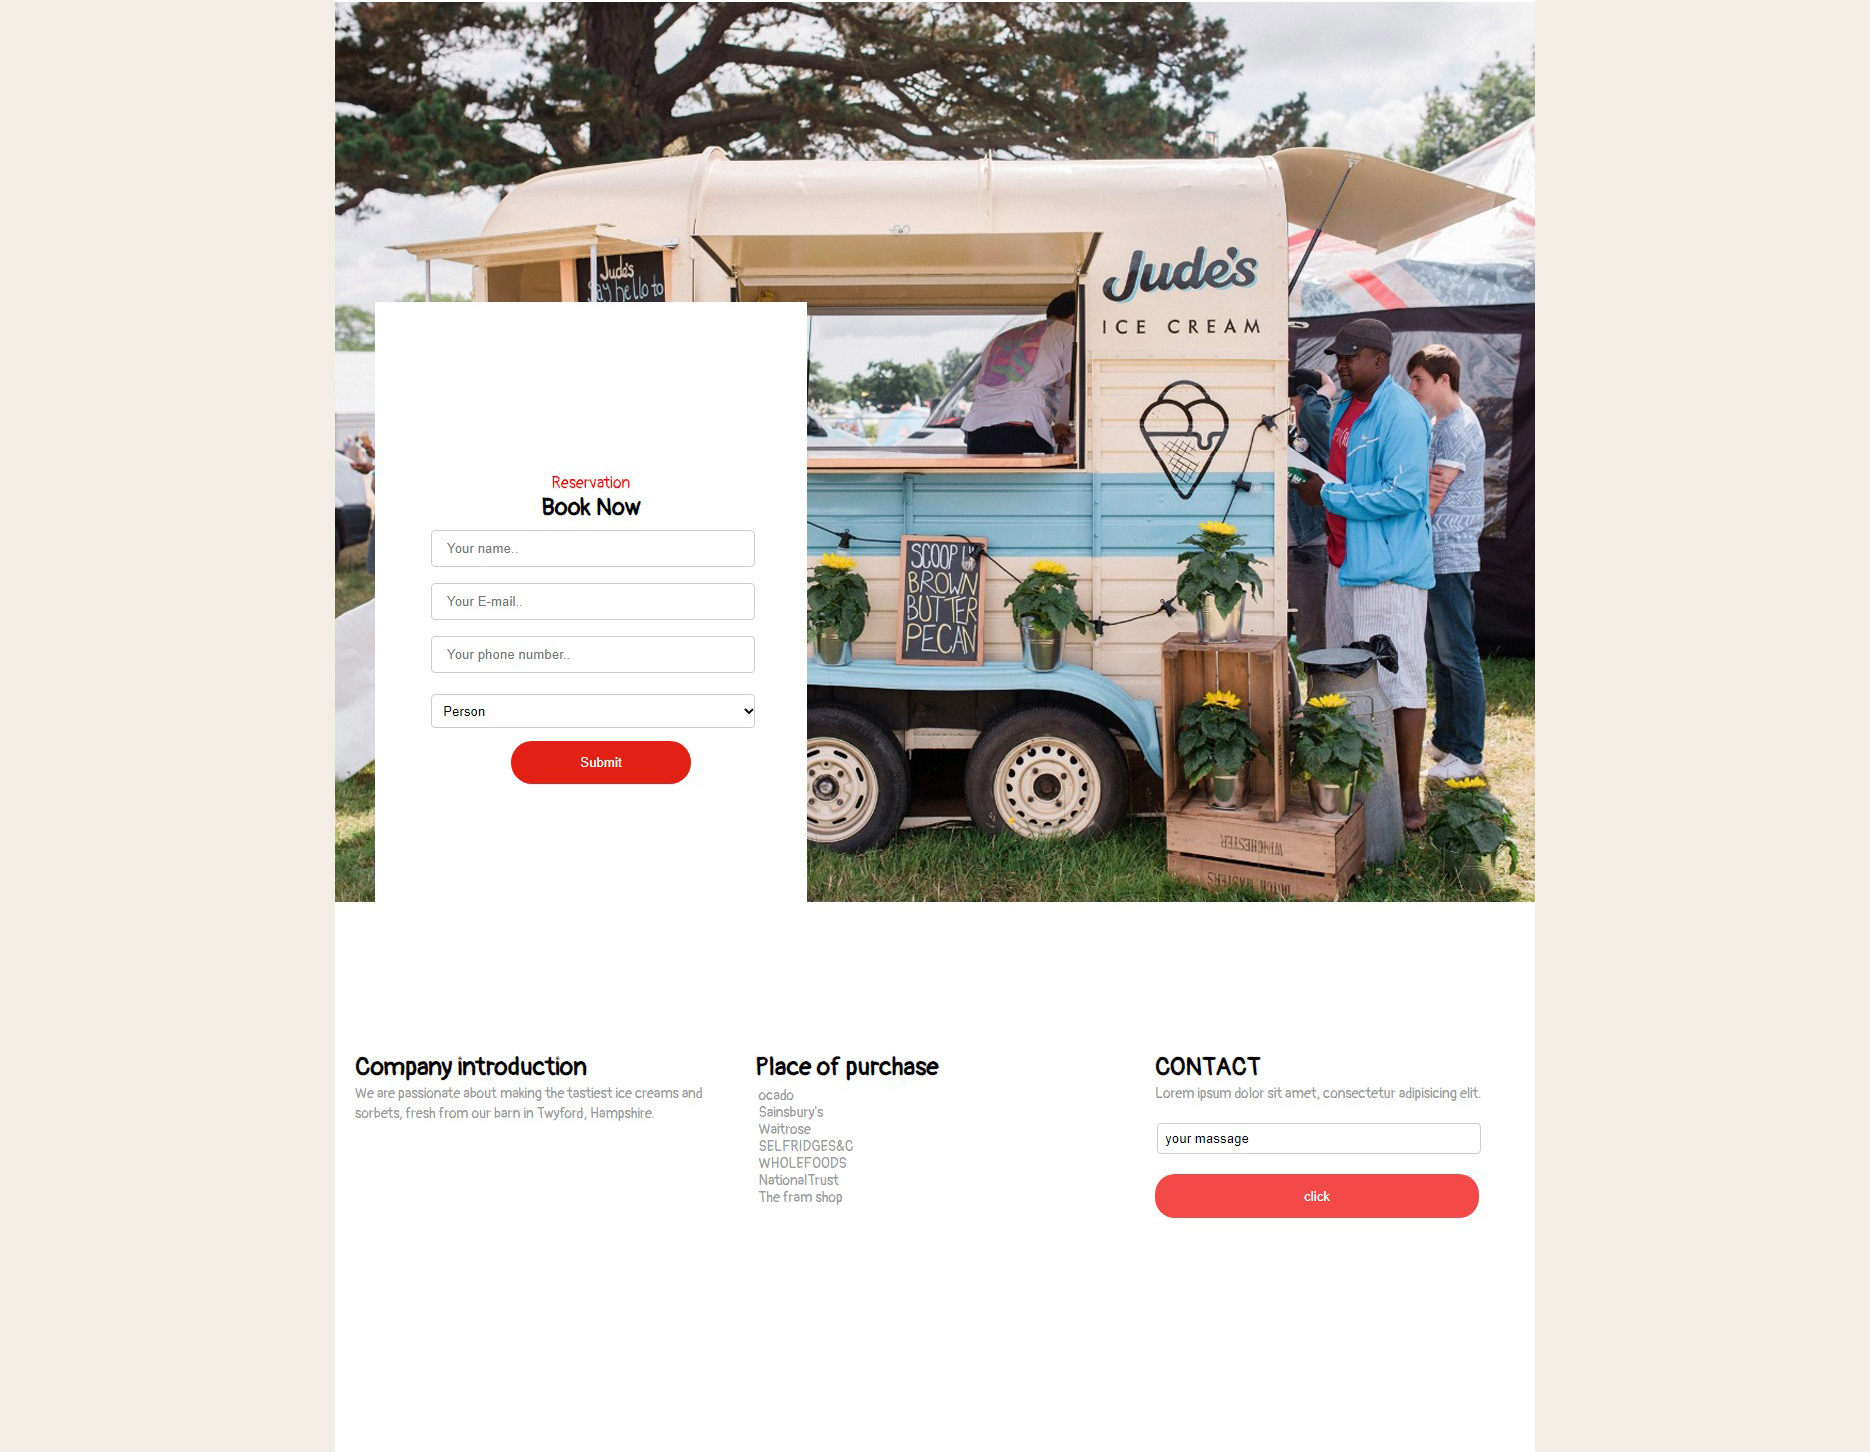 Jude's
Say hello to
Jude's
ICE CREAM
SCOOP UP
BROWN
BUTTER
PECAN
WINCHESTER
DUTCH MASTERS
Reservation
Book Now
Your name..
Your E-mail..
Your phone number..
Person
Submit
Company introduction
We are passionate about making the tastiest ice creams and
sorbets, fresh from our barn in Twyford, Hampshire.
Place of purchase
ocado
Sainsbury's
Waitrose
SELFRIDGES&C
WHOLEFOODS
NationalTrust
The fram shop
CONTACT
Lorem ipsum dolor sit amet, consectetur adipisicing elit.
your massage
click